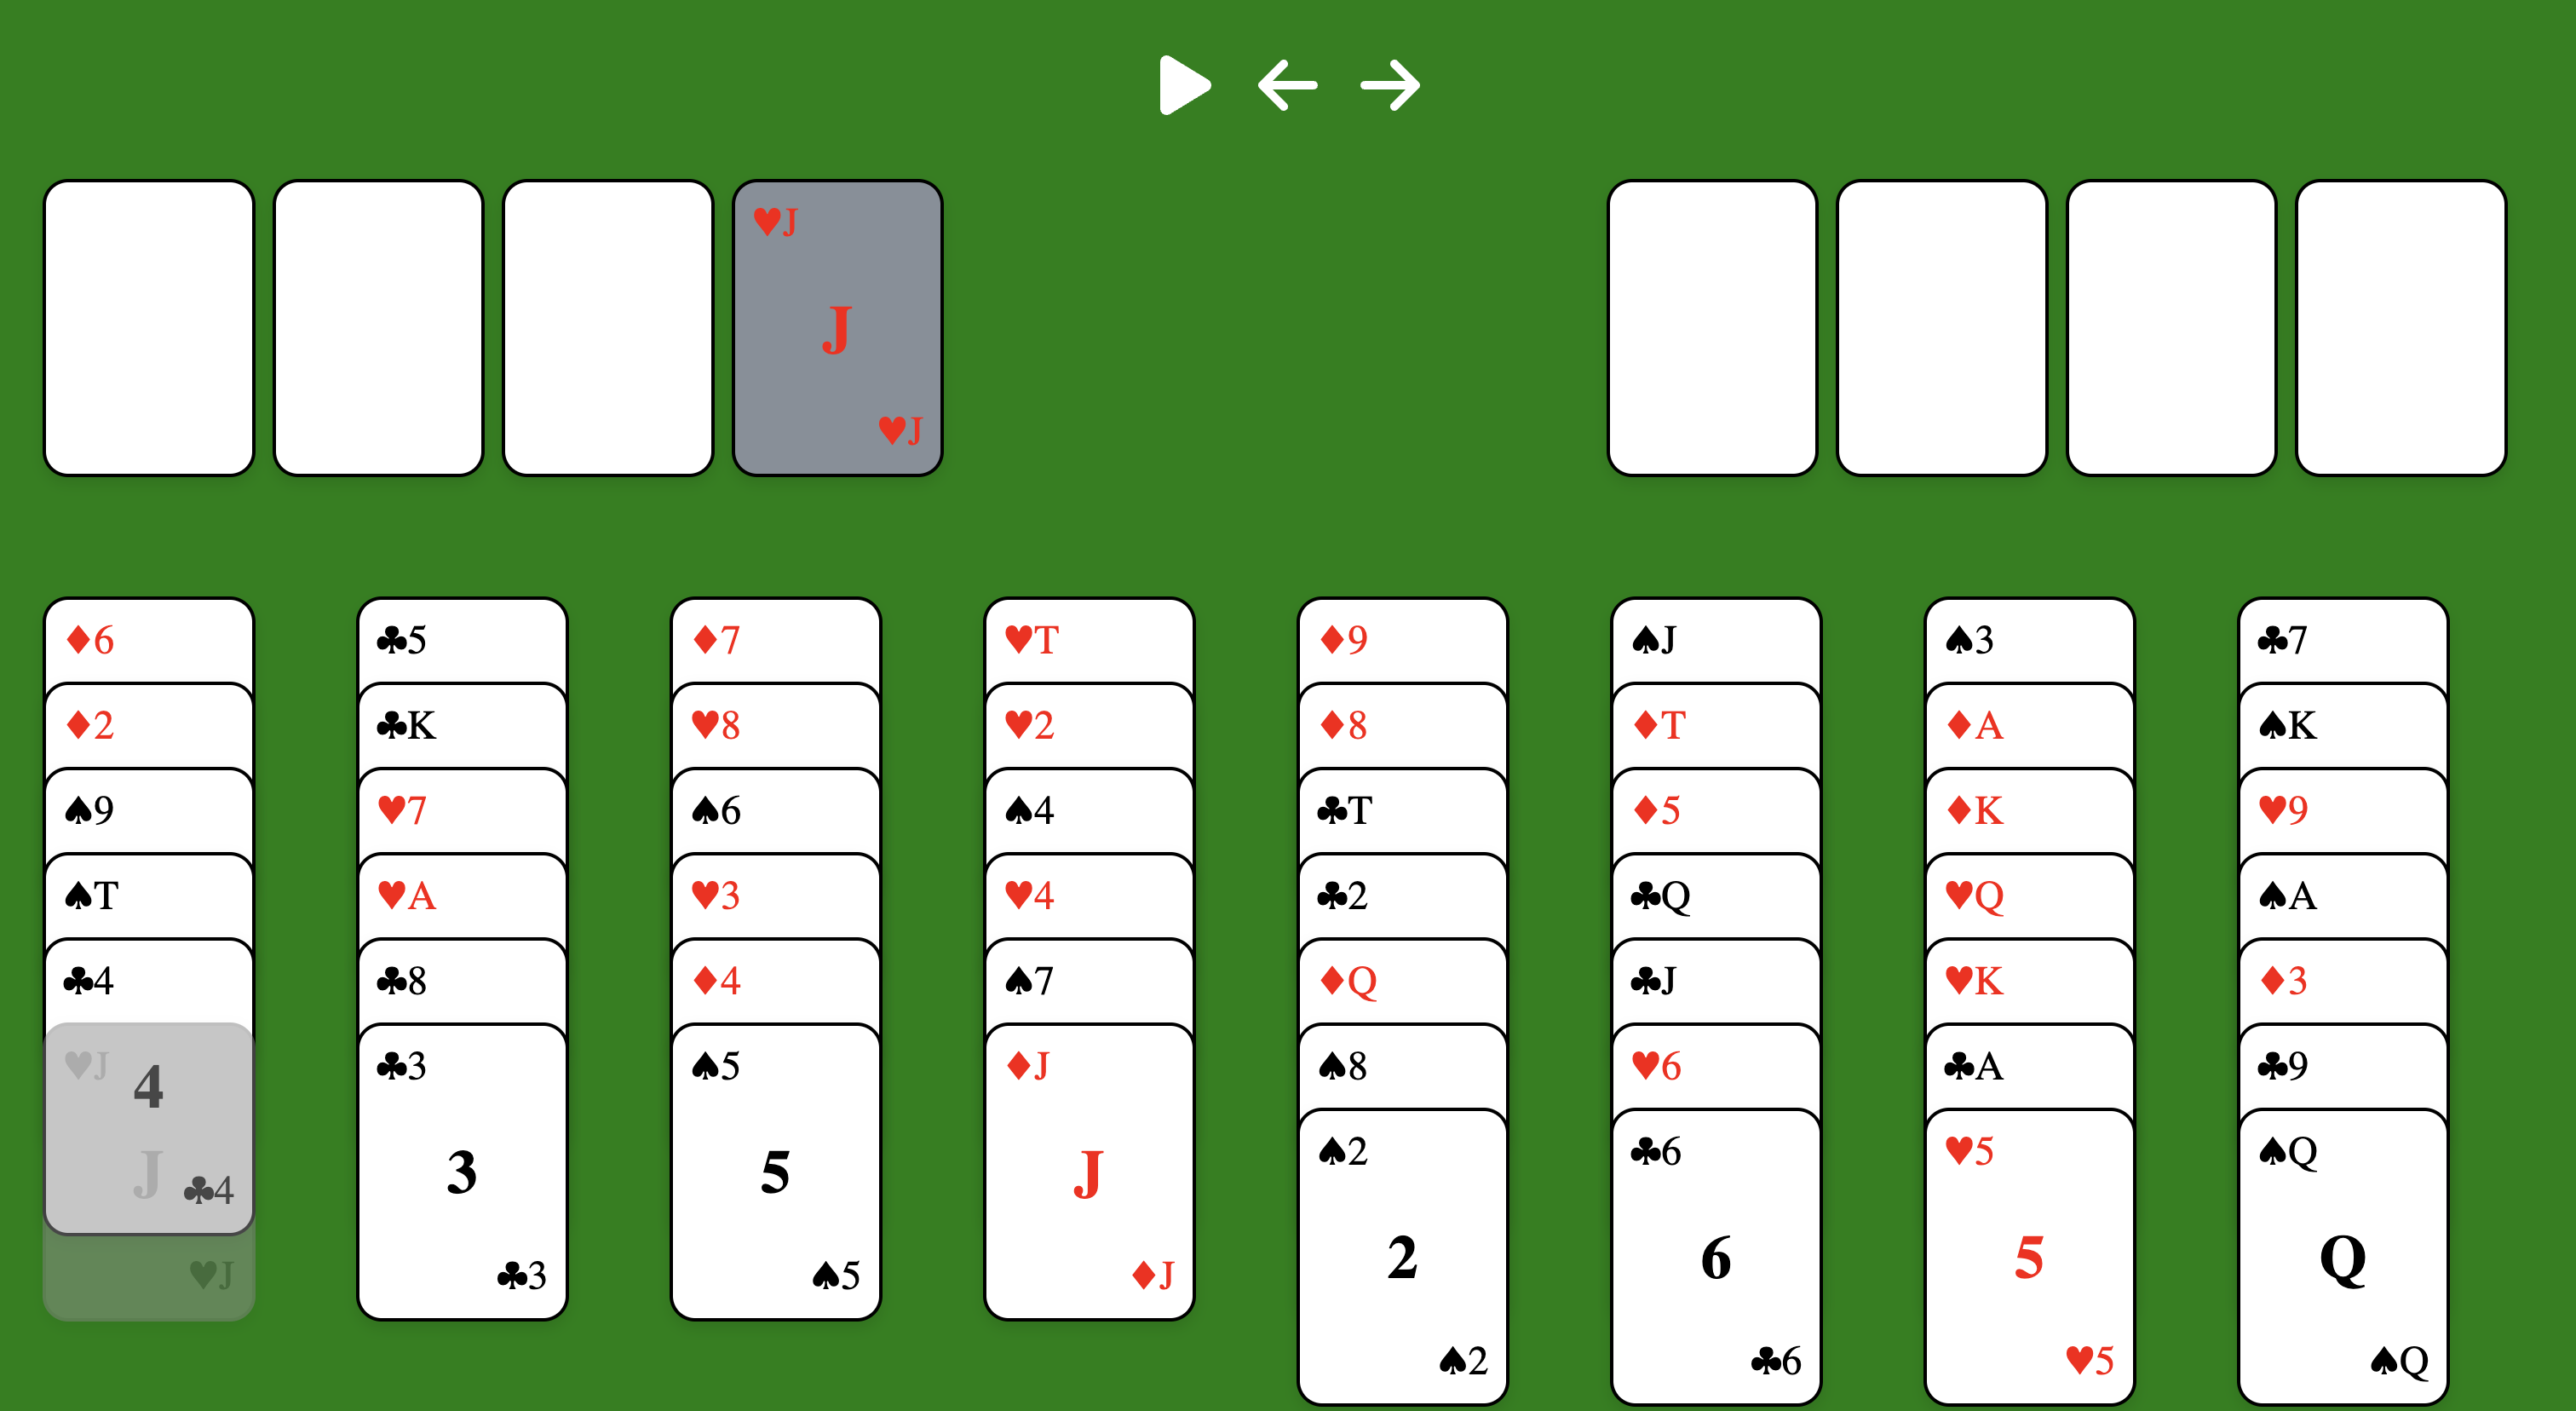 ♥J
J
♥J
♦6 ♣5 ♦7 ♥T ♦9 ♠J ♠3 ♣7
♦2 ♣K ♥8 ♥2 ♦8 ♦T ♦A ♠K
♠9 ♥7 ♠6 ♠4 ♣T ♦5 ♦K ♥9
♠T ♥A ♥3 ♥4 ♣2 ♣Q ♥Q ♠A
♣4 ♣8 ♦4 ♠7 ♦Q ♣J ♥K ♦3
♥J 4 ♣3 ♠5 ♦J ♠8 ♥6 ♣A ♣9
J ♣4 3 5 J ♠2 ♣6 ♥5 ♠Q
2 6 5 Q
♥J ♣3 ♠5 ♦J
♠2 ♣6 ♥5 ♠Q